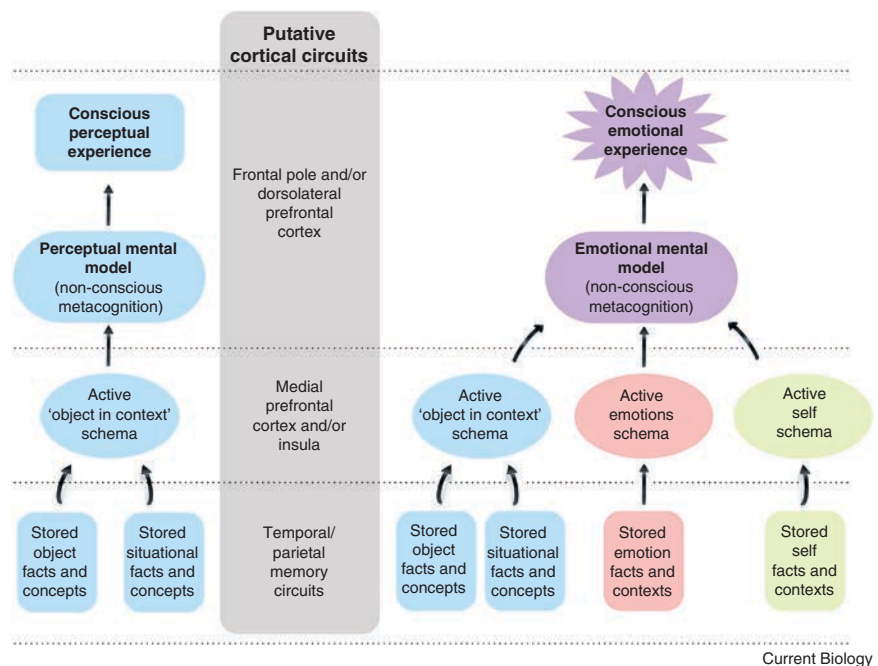 Putative
cortical circuits
Conscious
perceptual
experience
Perceptual mental
model
(non-conscious
metacognition)
Active
‘object in context’
schema
Stored
object
facts and
concepts
Stored
situational
facts and
concepts
Frontal pole and/or
dorsolateral
prefrontal
cortex
Medial
prefrontal
cortex and/or
insula
Temporal/
parietal
memory
circuits
Conscious
emotional
experience
Emotional mental
model
(non-conscious
metacognition)
Active
‘object in context’
schema
Active
emotions
schema
Active
self
schema
Stored
object
facts and
concepts
Stored
situational
facts and
concepts
Stored
emotion
facts and
contexts
Stored
self
facts and
contexts
Current Biology